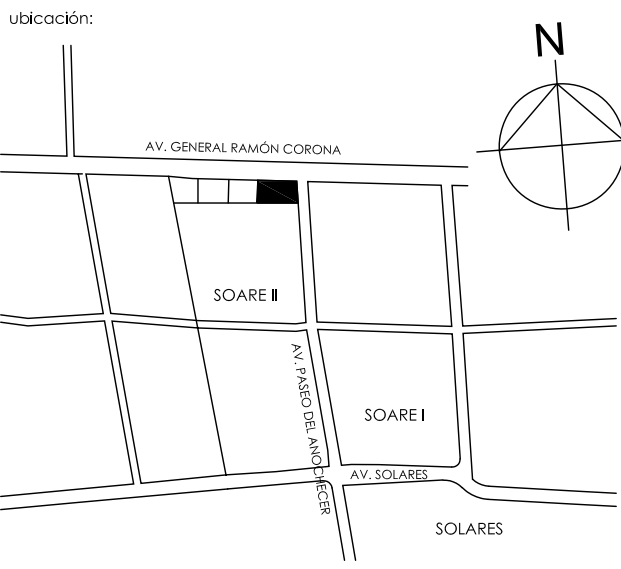 ubicación:
N
AV. GENERAL RAMÓN CORONA
SOARE II
AV. PASEO DEL ANOCHECER
SOARE I
AV. SOLARES
SOLARES